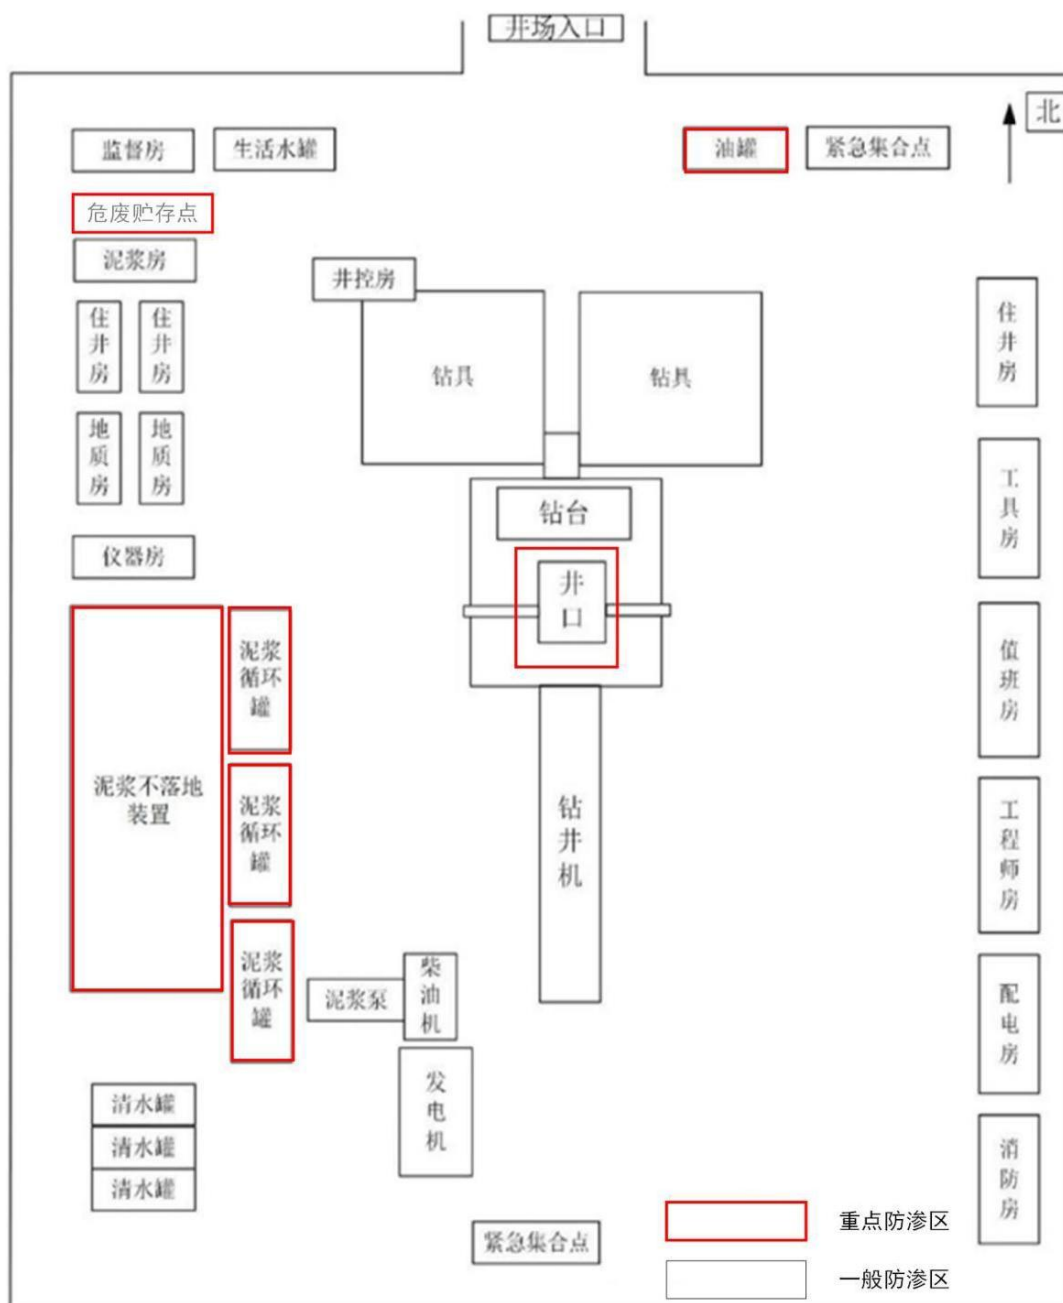 井场入口
北
监督房
生活水罐
油罐
紧急集合点
危废贮存点
泥浆房
井控房
住井房
住井房
钻具
钻具
住井房
地质房
地质房
钻台
工具房
仪器房
井口
泥浆不落地
装置
泥浆
循环
罐
值班房
泥浆
循环
罐
钻井机
工程师房
泥浆
循环
罐
泥浆泵
柴油机
配电房
发电机
清水罐
清水罐
清水罐
消防房
紧急集合点
重点防渗区
一般防渗区